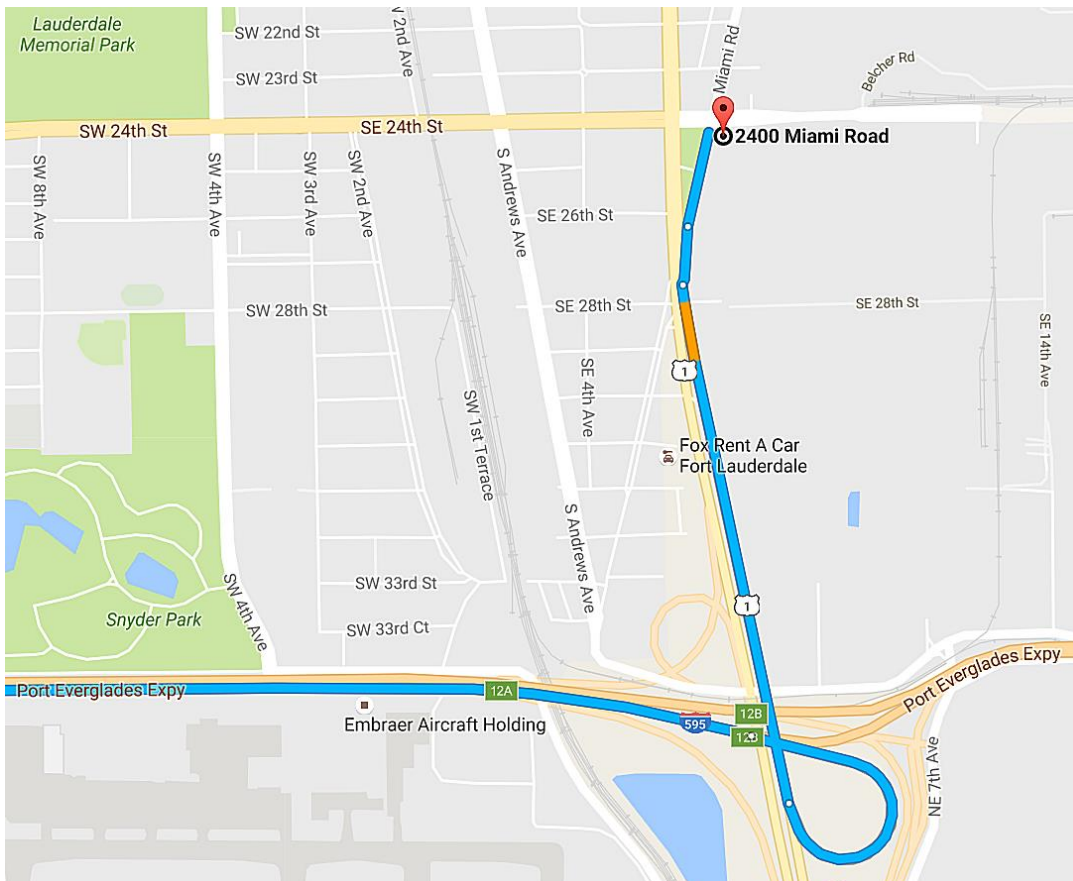 Lauderdale
Memorial Park
SW 22nd St
SW 2nd Ave
Miami Rd
SW 23rd St
Belcher Rd
SW 24th St
SE 24th St
2400 Miami Road
SW 8th Ave
SW 4th Ave
SW 3rd Ave
SW 2nd Ave
S Andrews Ave
SE 26th St
SW 28th St
SE 28th St
SE 28th St
SE 14th Ave
1
SE 4th Ave
SW 1st Terrace
Fox Rent A Car
Fort Lauderdale
S Andrews Ave
SW 33rd St
SW 4th Ave
1
Snyder Park
SW 33rd Ct
Port Everglades Expy
Port Everglades Expy
12A
12B
595
12B
Embraer Aircraft Holding
NE 7th Ave